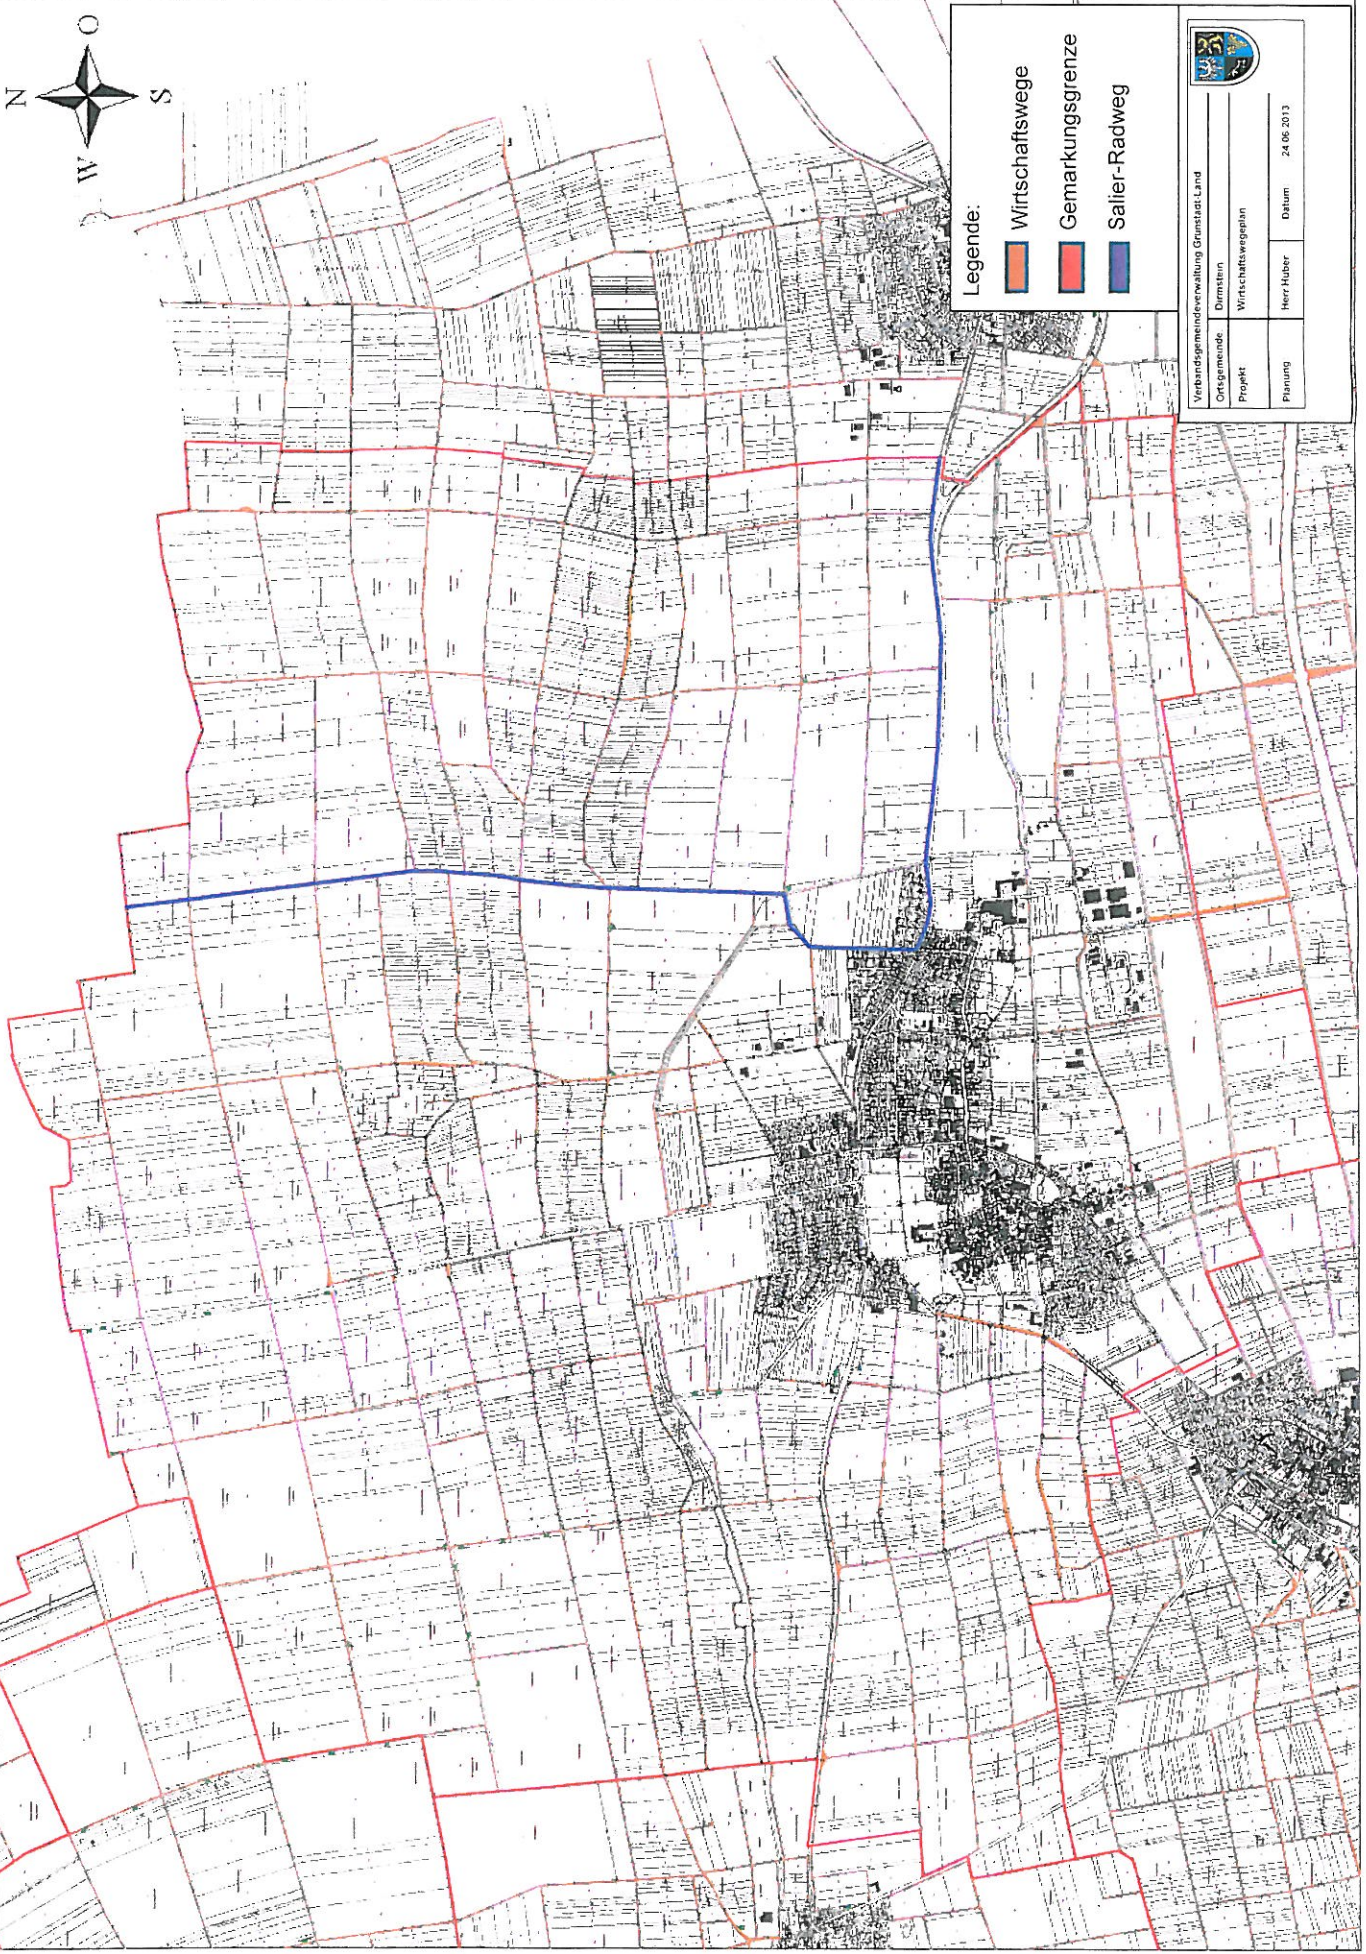 N
O
W
S
Legende:
Wirtschaftswege
Gemarkungsgrenze
Salier-Radweg
Verbandsgemeindeverwaltung Grünstadt-Land
Ortsgemeinde Dirmstein
Projekt Wirtschaftswegeplan
Planung Herr Huber Datum 24.06.2013